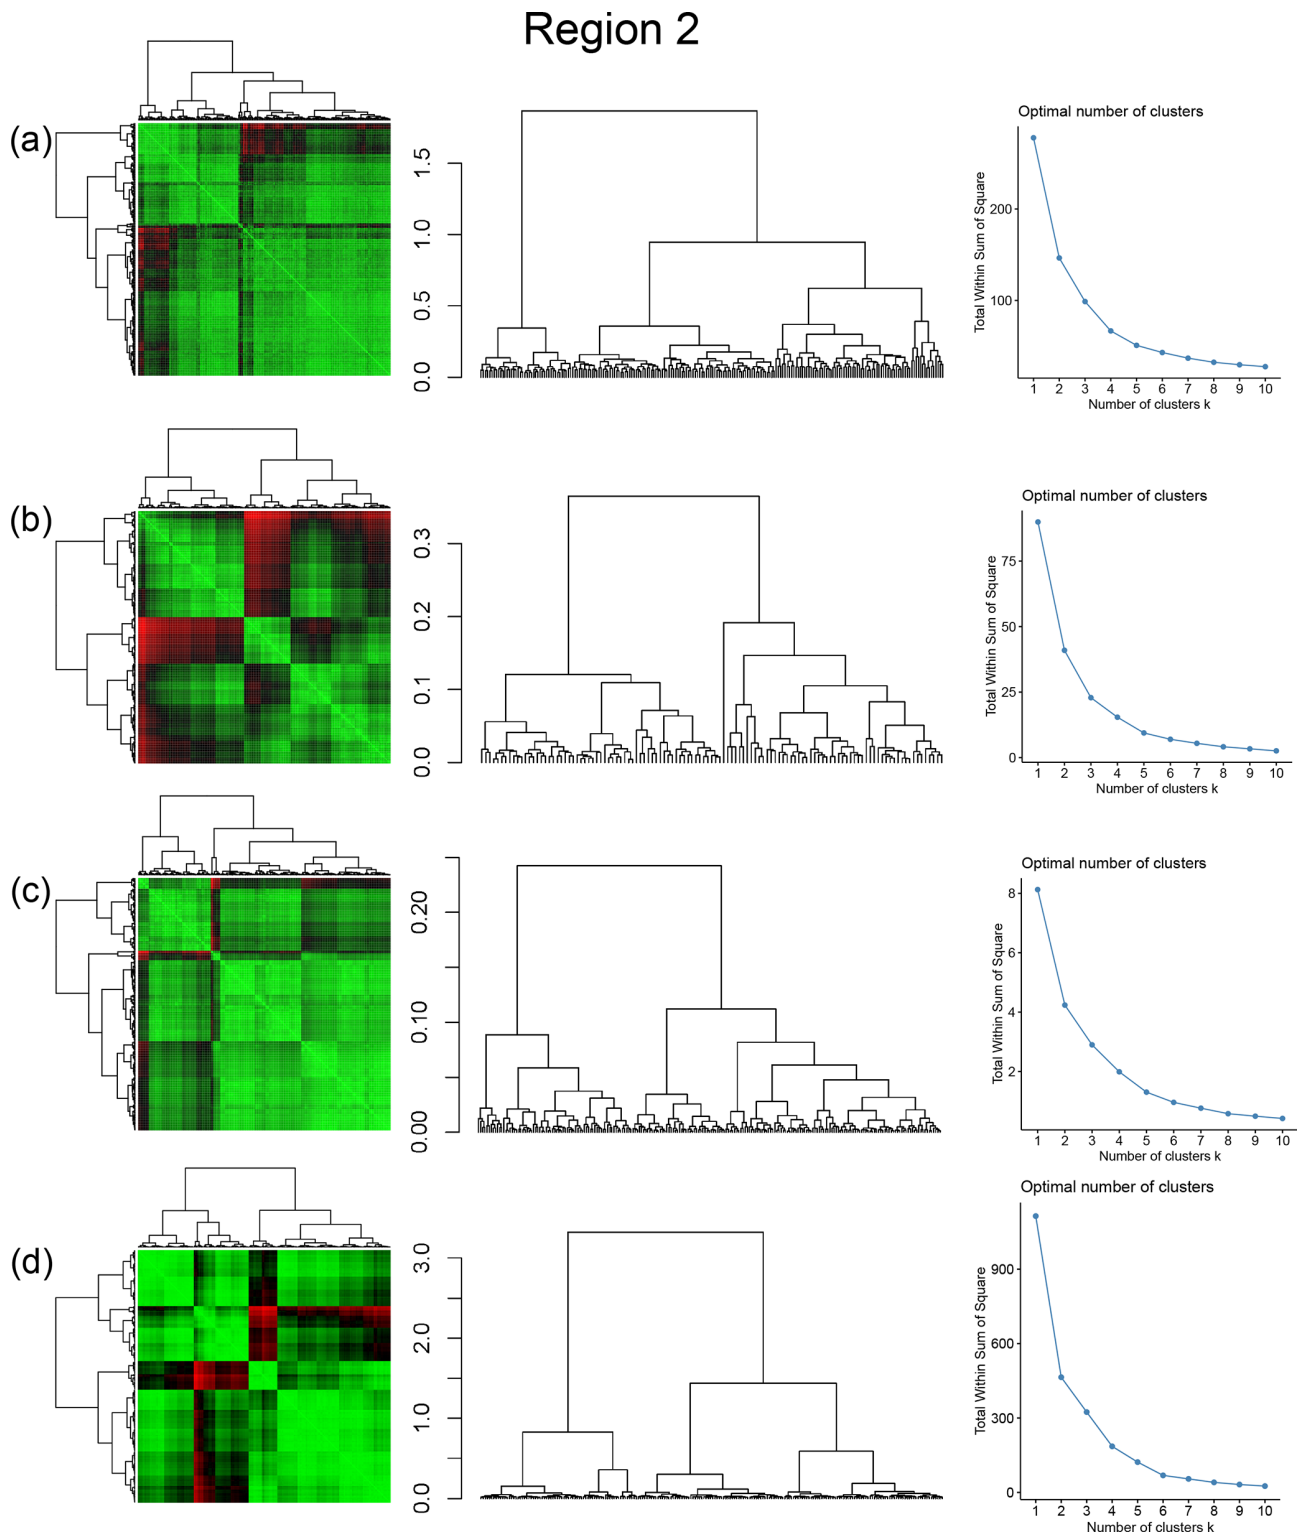 Region 2
(a)
1.5
1.0
0.5
0.0
Optimal number of clusters
Total Within Sum of Square
200
100
1 2 3 4 5 6 7 8 9 10
Number of clusters k
(b)
0.3
0.2
0.1
0.0
Optimal number of clusters
Total Within Sum of Square
75
50
25
0
1 2 3 4 5 6 7 8 9 10
Number of clusters k
(c)
0.20
0.10
0.00
Optimal number of clusters
Total Within Sum of Square
8
6
4
2
1 2 3 4 5 6 7 8 9 10
Number of clusters k
(d)
3.0
2.0
1.0
0.0
Optimal number of clusters
Total Within Sum of Square
900
600
300
0
1 2 3 4 5 6 7 8 9 10
Number of clusters k